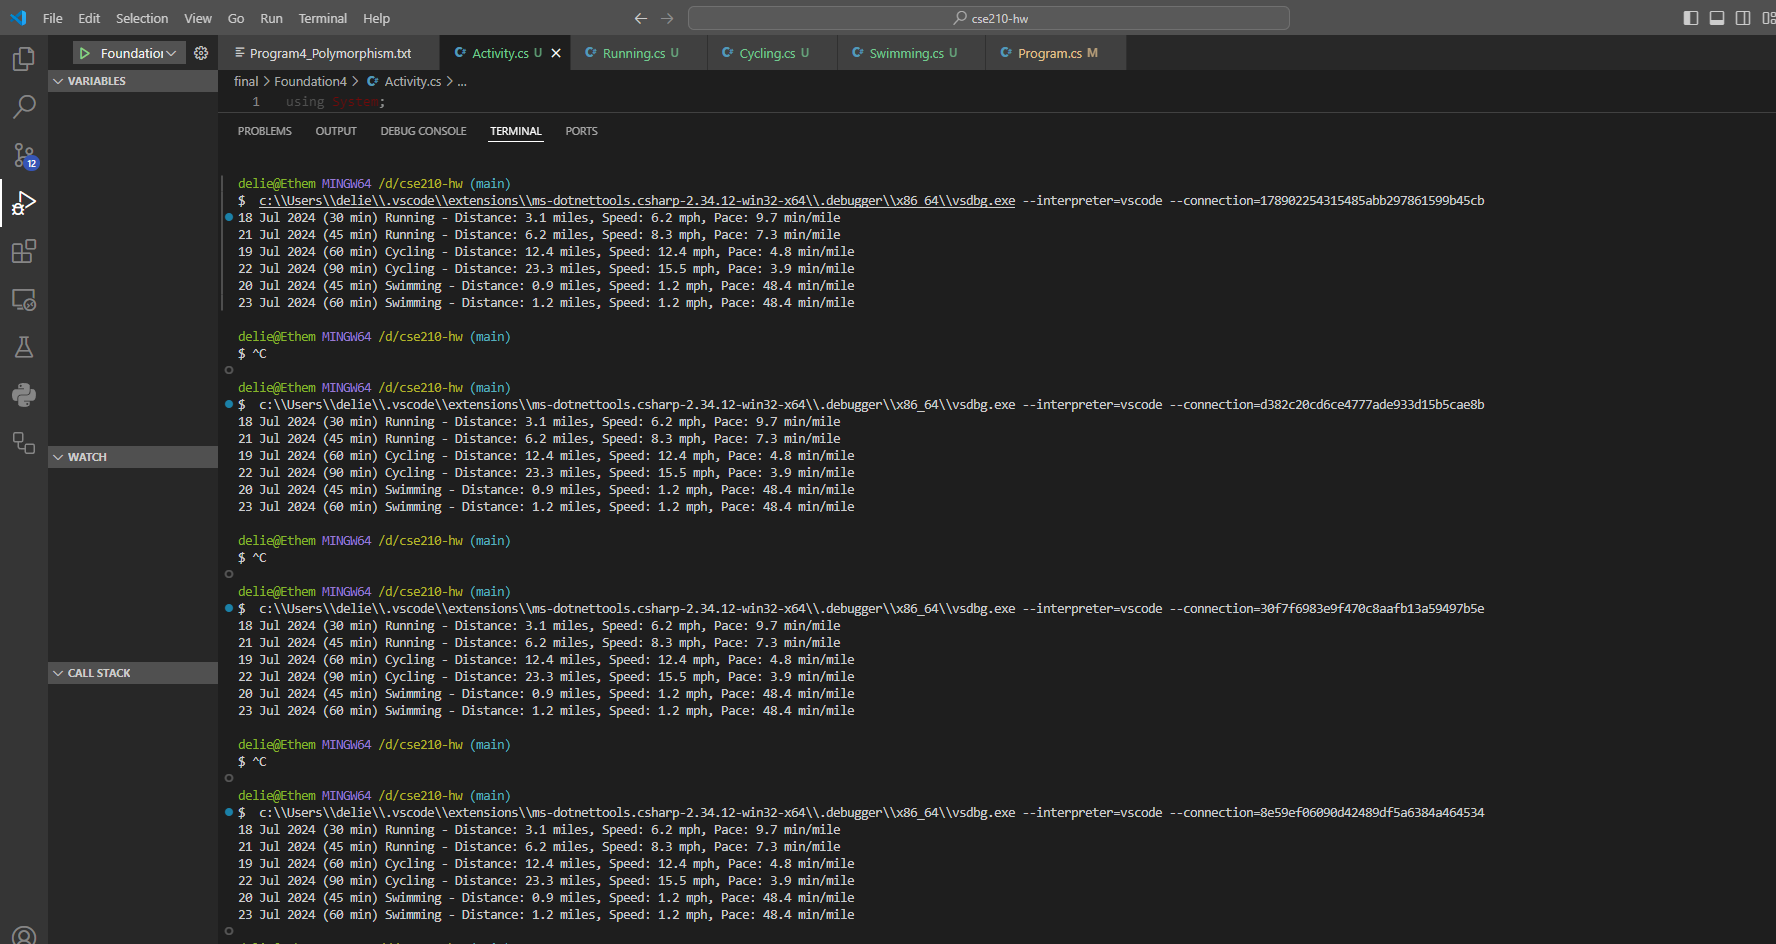 File Edit Selection View Go Run Terminal Help
cse210-hw
Program4_Polymorphism.txt Activity.cs U Running.cs U Cycling.cs U Swimming.cs U Program.cs M
final > Foundation4 > Activity.cs > ...
1 using System;
VARIABLES
WATCH
CALL STACK
12
PROBLEMS OUTPUT DEBUG CONSOLE TERMINAL PORTS
delie@Ethem MINGW64 /d/cse210-hw (main)
$ c:\\Users\\delie\\.vscode\\extensions\\ms-dotnettools.csharp-2.34.12-win32-x64\\.debugger\\x86_64\\vsdbg.exe --interpreter=vscode --connection=178902254315485abb297861599b45cb
18 Jul 2024 (30 min) Running - Distance: 3.1 miles, Speed: 6.2 mph, Pace: 9.7 min/mile
21 Jul 2024 (45 min) Running - Distance: 6.2 miles, Speed: 8.3 mph, Pace: 7.3 min/mile
19 Jul 2024 (60 min) Cycling - Distance: 12.4 miles, Speed: 12.4 mph, Pace: 4.8 min/mile
22 Jul 2024 (90 min) Cycling - Distance: 23.3 miles, Speed: 15.5 mph, Pace: 3.9 min/mile
20 Jul 2024 (45 min) Swimming - Distance: 0.9 miles, Speed: 1.2 mph, Pace: 48.4 min/mile
23 Jul 2024 (60 min) Swimming - Distance: 1.2 miles, Speed: 1.2 mph, Pace: 48.4 min/mile
delie@Ethem MINGW64 /d/cse210-hw (main)
$ ^C
delie@Ethem MINGW64 /d/cse210-hw (main)
$ c:\\Users\\delie\\.vscode\\extensions\\ms-dotnettools.csharp-2.34.12-win32-x64\\.debugger\\x86_64\\vsdbg.exe --interpreter=vscode --connection=d382c20cd6ce4777ade933d15b5cae8b
18 Jul 2024 (30 min) Running - Distance: 3.1 miles, Speed: 6.2 mph, Pace: 9.7 min/mile
21 Jul 2024 (45 min) Running - Distance: 6.2 miles, Speed: 8.3 mph, Pace: 7.3 min/mile
19 Jul 2024 (60 min) Cycling - Distance: 12.4 miles, Speed: 12.4 mph, Pace: 4.8 min/mile
22 Jul 2024 (90 min) Cycling - Distance: 23.3 miles, Speed: 15.5 mph, Pace: 3.9 min/mile
20 Jul 2024 (45 min) Swimming - Distance: 0.9 miles, Speed: 1.2 mph, Pace: 48.4 min/mile
23 Jul 2024 (60 min) Swimming - Distance: 1.2 miles, Speed: 1.2 mph, Pace: 48.4 min/mile
delie@Ethem MINGW64 /d/cse210-hw (main)
$ ^C
delie@Ethem MINGW64 /d/cse210-hw (main)
$ c:\\Users\\delie\\.vscode\\extensions\\ms-dotnettools.csharp-2.34.12-win32-x64\\.debugger\\x86_64\\vsdbg.exe --interpreter=vscode --connection=30f7f6983e9f470c8aafb13a59497b5e
18 Jul 2024 (30 min) Running - Distance: 3.1 miles, Speed: 6.2 mph, Pace: 9.7 min/mile
21 Jul 2024 (45 min) Running - Distance: 6.2 miles, Speed: 8.3 mph, Pace: 7.3 min/mile
19 Jul 2024 (60 min) Cycling - Distance: 12.4 miles, Speed: 12.4 mph, Pace: 4.8 min/mile
22 Jul 2024 (90 min) Cycling - Distance: 23.3 miles, Speed: 15.5 mph, Pace: 3.9 min/mile
20 Jul 2024 (45 min) Swimming - Distance: 0.9 miles, Speed: 1.2 mph, Pace: 48.4 min/mile
23 Jul 2024 (60 min) Swimming - Distance: 1.2 miles, Speed: 1.2 mph, Pace: 48.4 min/mile
delie@Ethem MINGW64 /d/cse210-hw (main)
$ ^C
delie@Ethem MINGW64 /d/cse210-hw (main)
$ c:\\Users\\delie\\.vscode\\extensions\\ms-dotnettools.csharp-2.34.12-win32-x64\\.debugger\\x86_64\\vsdbg.exe --interpreter=vscode --connection=8e59ef06090d42489df5a6384a464534
18 Jul 2024 (30 min) Running - Distance: 3.1 miles, Speed: 6.2 mph, Pace: 9.7 min/mile
21 Jul 2024 (45 min) Running - Distance: 6.2 miles, Speed: 8.3 mph, Pace: 7.3 min/mile
19 Jul 2024 (60 min) Cycling - Distance: 12.4 miles, Speed: 12.4 mph, Pace: 4.8 min/mile
22 Jul 2024 (90 min) Cycling - Distance: 23.3 miles, Speed: 15.5 mph, Pace: 3.9 min/mile
20 Jul 2024 (45 min) Swimming - Distance: 0.9 miles, Speed: 1.2 mph, Pace: 48.4 min/mile
23 Jul 2024 (60 min) Swimming - Distance: 1.2 miles, Speed: 1.2 mph, Pace: 48.4 min/mile